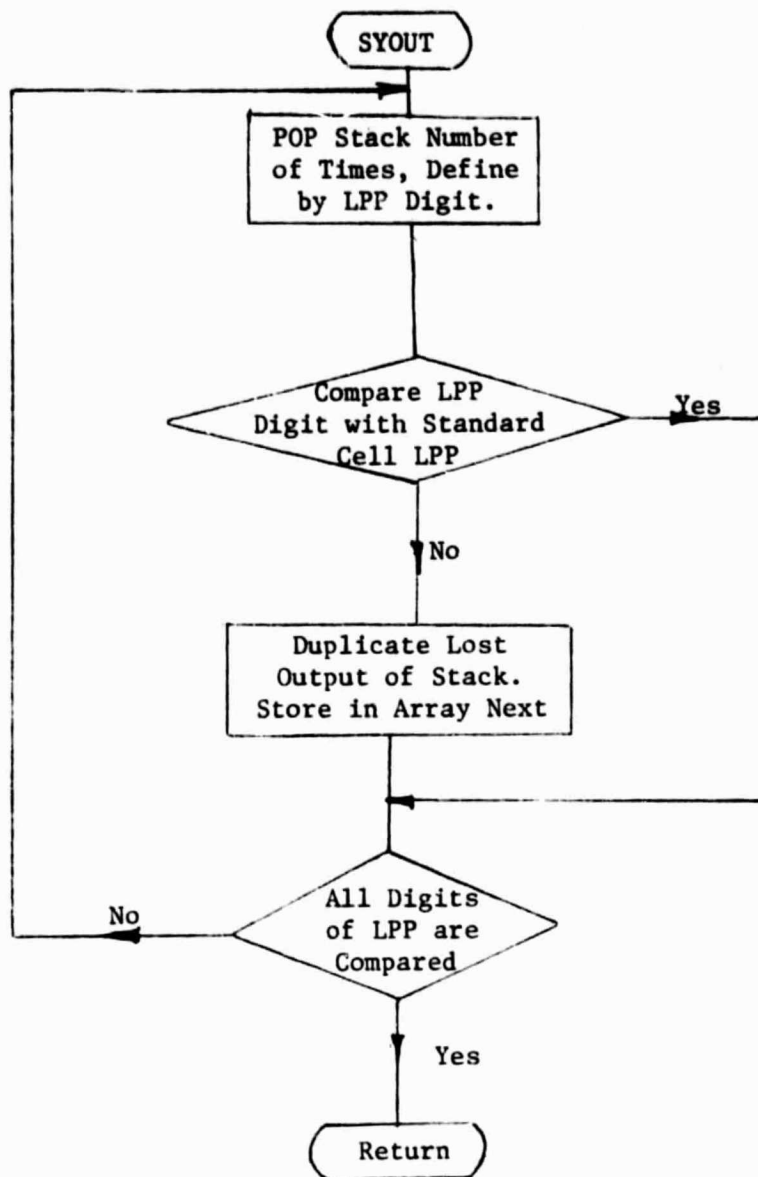 SYOUT
POP Stack Number
of Times, Define
by LPP Digit.
Compare LPP
Digit with Standard
Cell LPP
Yes
No
Duplicate Lost
Output of Stack.
Store in Array Next
All Digits
of LPP are
Compared
No
Yes
Return